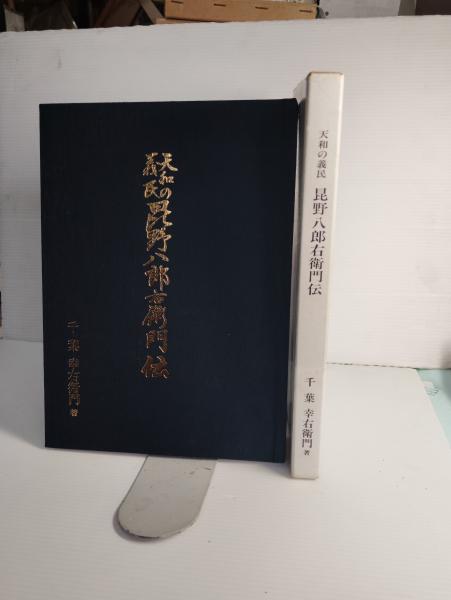 天和の
義民
昆野八郎右衛門伝
千葉幸右衛門 著
天和の義民 昆野八郎右衛門伝
千葉 幸右衛門 著